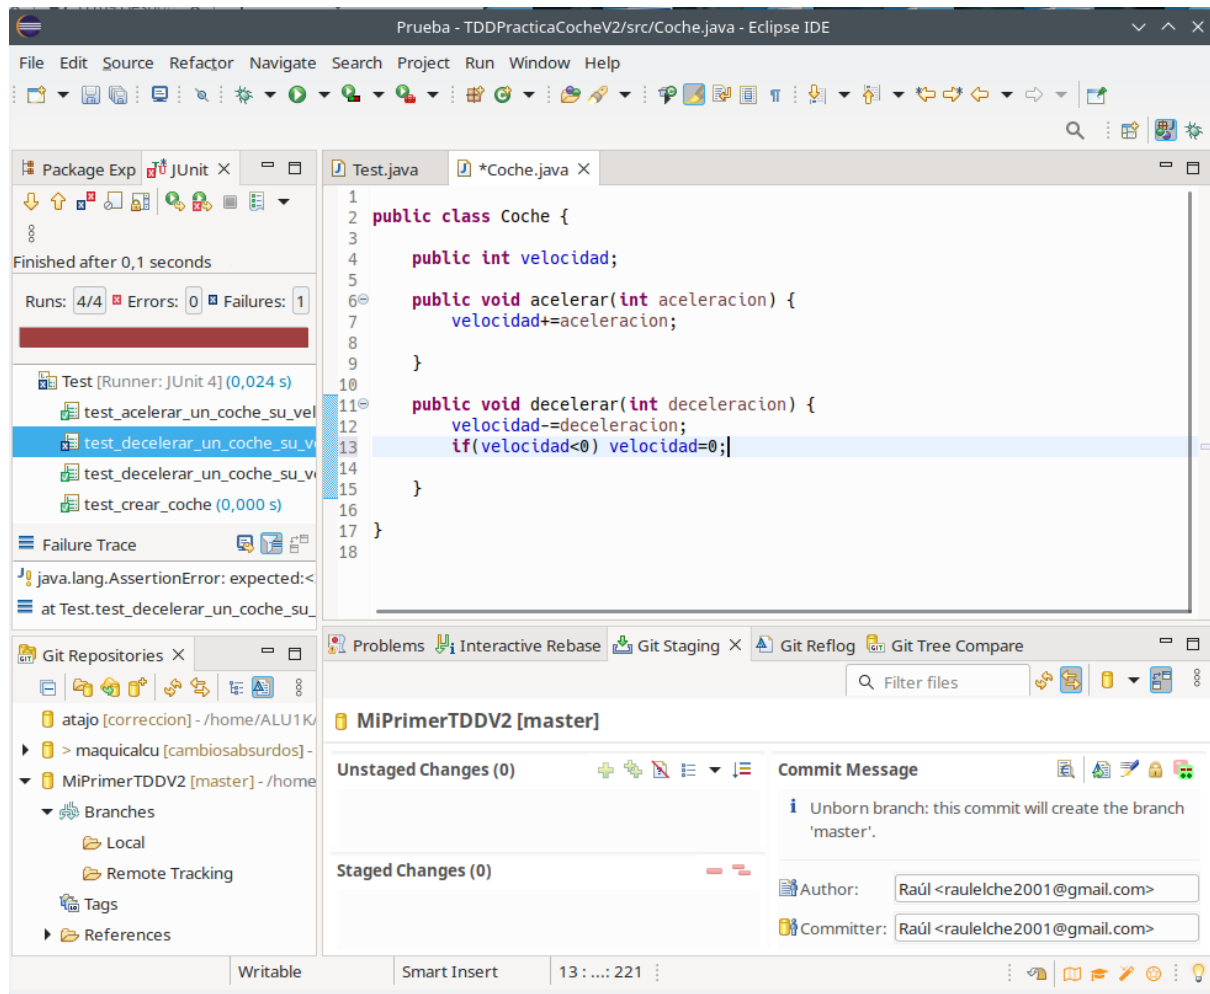 Prueba - TDDPracticaCocheV2/src/Coche.java - Eclipse IDE
File Edit Source Refactor Navigate Search Project Run Window Help
Package Exp
JUnit
Finished after 0,1 seconds
Runs: 4/4 Errors: 0 Failures: 1
Test [Runner: JUnit 4] (0,024 s)
test_acelerar_un_coche_su_vel
test_decelerar_un_coche_su_v
test_decelerar_un_coche_su_v
test_crear_coche (0,000 s)
Failure Trace
java.lang.AssertionError: expected:<
at Test.test_decelerar_un_coche_su_
Test.java
*Coche.java
1
2 public class Coche {
3
4 public int velocidad;
5
6 public void acelerar(int aceleracion) {
7 velocidad+=aceleracion;
8
9 }
10
11 public void decelerar(int deceleracion) {
12 velocidad-=deceleracion;
13 if(velocidad<0) velocidad=0;
14
15 }
16
17 }
18
Git Repositories
atajo [correccion] - /home/ALU1K/
> maquicalcu [cambiosabsurdos] -
MiPrimerTDDV2 [master] - /home
Branches
Local
Remote Tracking
Tags
References
Problems
Interactive Rebase
Git Staging
Git Reflog
Git Tree Compare
Filter files
MiPrimerTDDV2 [master]
Unstaged Changes (0)
Staged Changes (0)
Commit Message
Unborn branch: this commit will create the branch
'master'.
Author: Raúl <raulelche2001@gmail.com>
Committer: Raúl <raulelche2001@gmail.com>
Writable
Smart Insert
13 : ...: 221